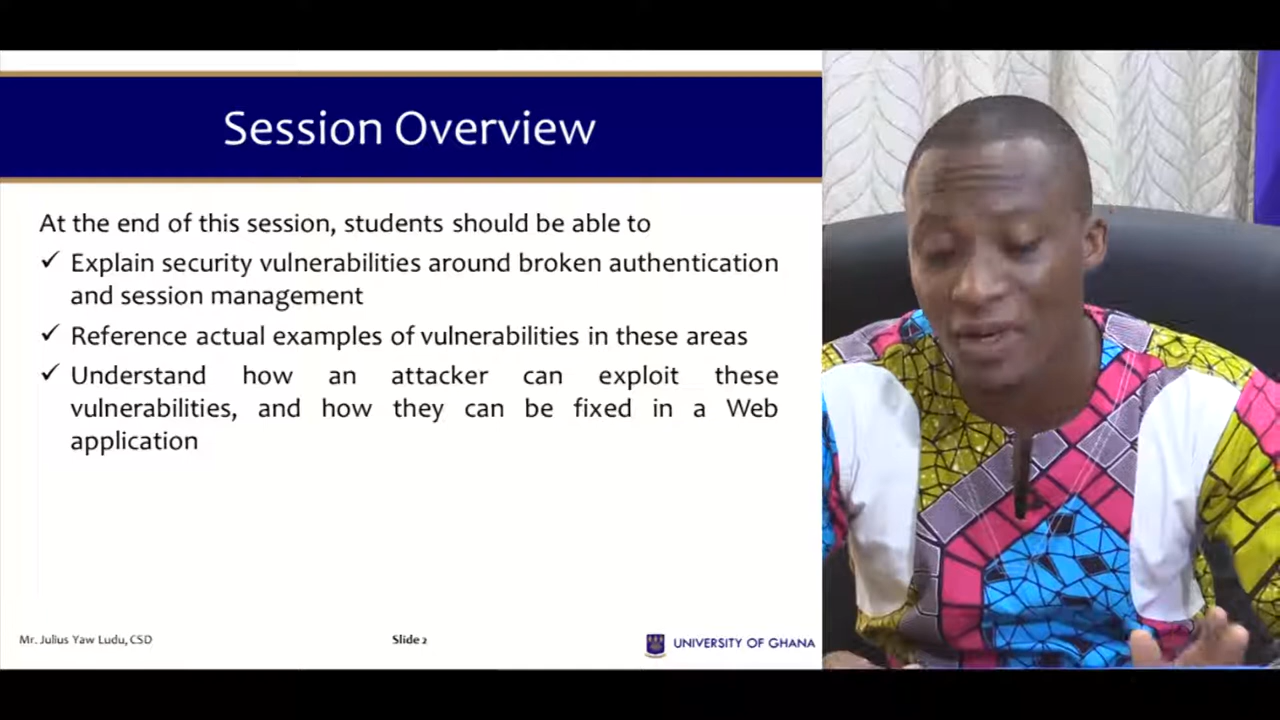 Session Overview
At the end of this session, students should be able to
✓ Explain security vulnerabilities around broken authentication
and session management
✓ Reference actual examples of vulnerabilities in these areas
✓ Understand how an attacker can exploit these
vulnerabilities, and how they can be fixed in a Web
application
Mr. Julius Yaw Ludu, CSD
Slide 2
UNIVERSITY OF GHANA